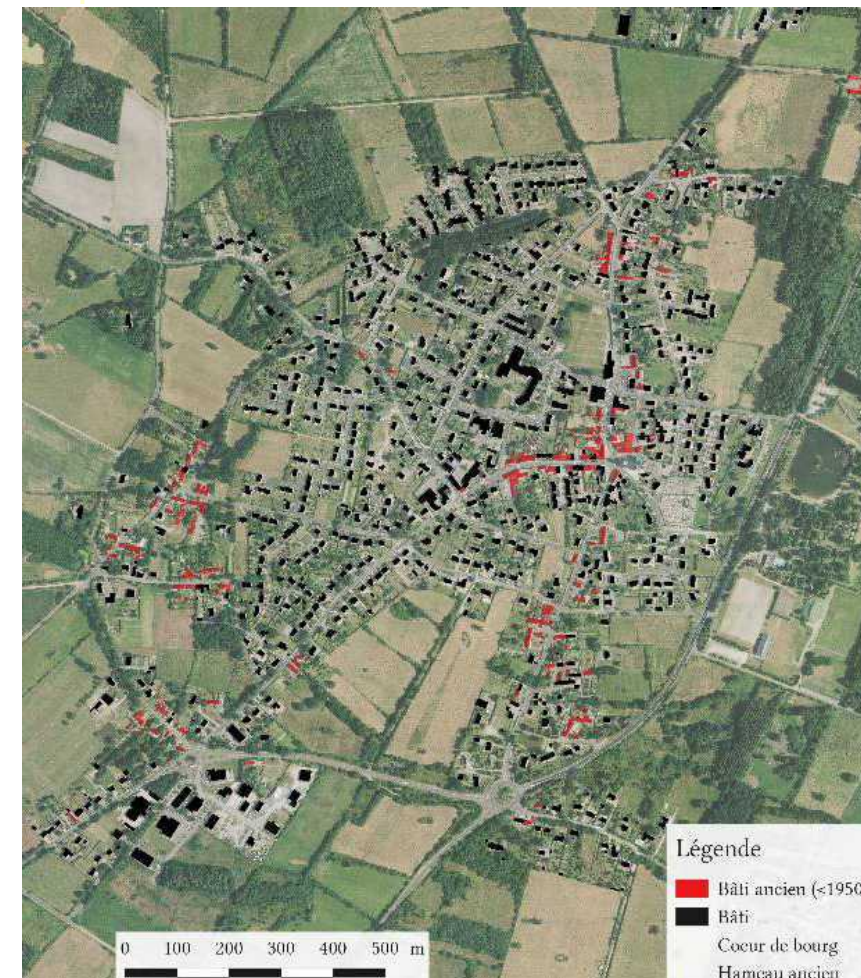 0 100 200 300 400 500 m
Légende
Bâti ancien (<1950
Bâti
Coeur de bourg
Hameau ancien